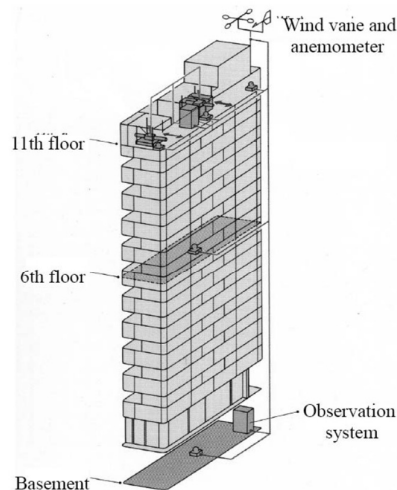 Wind vane and
anemometer
11th floor
6th floor
Observation
system
Basement